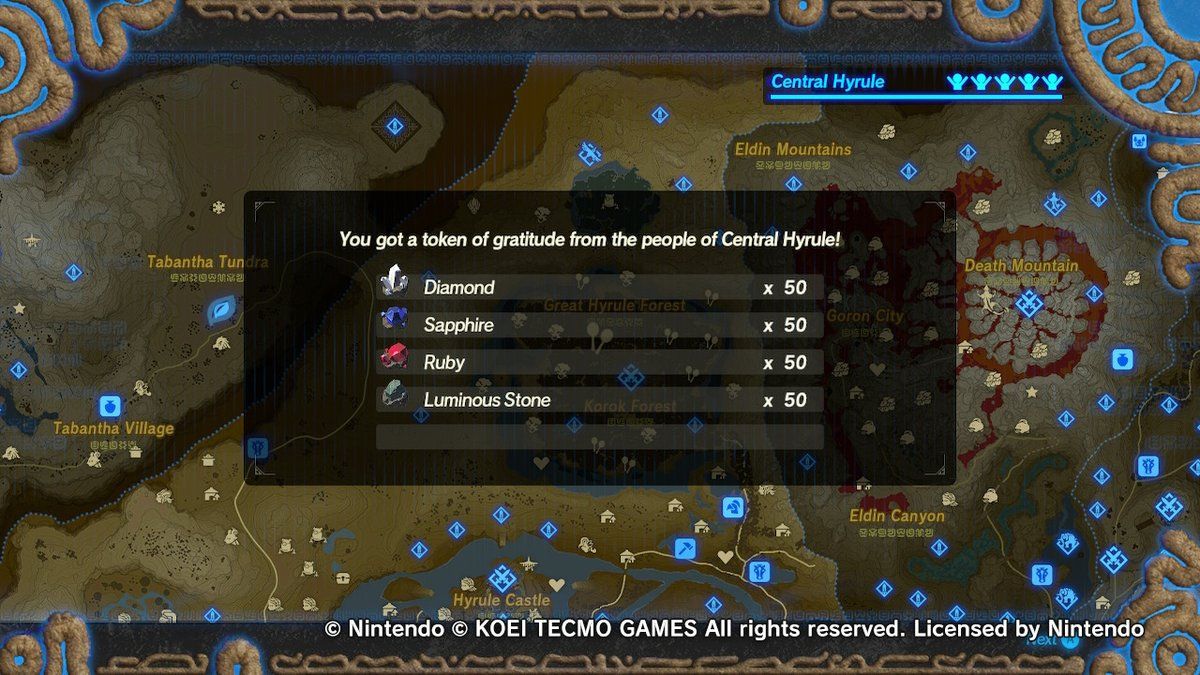 Central Hyrule
Eldin Mountains
You got a token of gratitude from the people of Central Hyrule!
Tabantha Tundra
Death Mountain
Diamond x 50
Great Hyrule Forest
Goron City
Sapphire x 50
Ruby x 50
Luminous Stone x 50
Korok Forest
Tabantha Village
Eldin Canyon
Hyrule Castle
© Nintendo © KOEI TECMO GAMES All rights reserved. Licensed by Nintendo
Next A